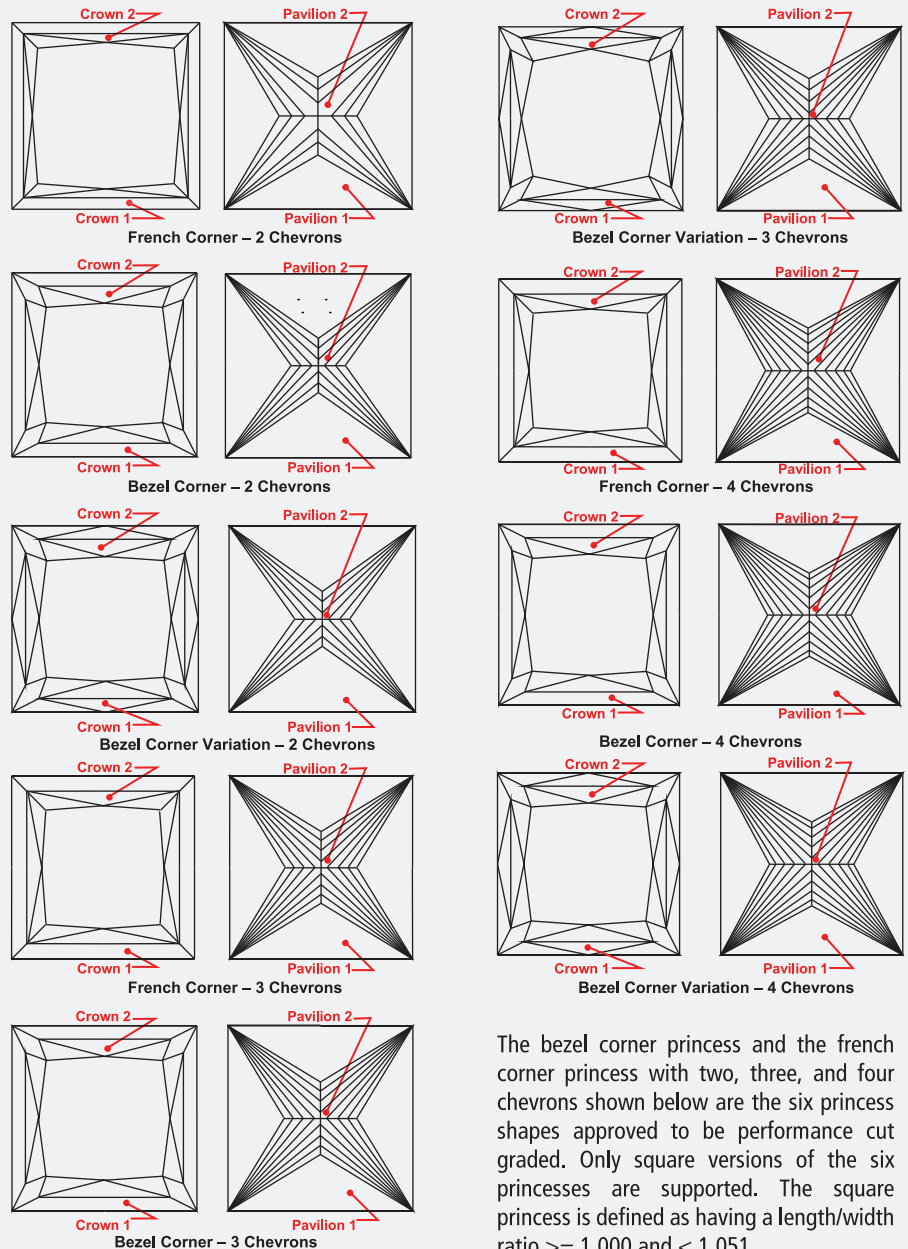 Crown 2 Pavilion 2
Crown 1 Pavilion 1
French Corner – 2 Chevrons
Crown 2 Pavilion 2
Crown 1 Pavilion 1
Bezel Corner – 2 Chevrons
Crown 2 Pavilion 2
Crown 1 Pavilion 1
Bezel Corner Variation – 2 Chevrons
Crown 2 Pavilion 2
Crown 1 Pavilion 1
French Corner – 3 Chevrons
Crown 2 Pavilion 2
Crown 1 Pavilion 1
Bezel Corner – 3 Chevrons
Crown 2 Pavilion 2
Crown 1 Pavilion 1
Bezel Corner Variation – 3 Chevrons
Crown 2 Pavilion 2
Crown 1 Pavilion 1
French Corner – 4 Chevrons
Crown 2 Pavilion 2
Crown 1 Pavilion 1
Bezel Corner – 4 Chevrons
Crown 2 Pavilion 2
Crown 1 Pavilion 1
Bezel Corner Variation – 4 Chevrons
The bezel corner princess and the french
corner princess with two, three, and four
chevrons shown below are the six princess
shapes approved to be performance cut
graded. Only square versions of the six
princesses are supported. The square
princess is defined as having a length/width
ratio >= 1.000 and < 1.051